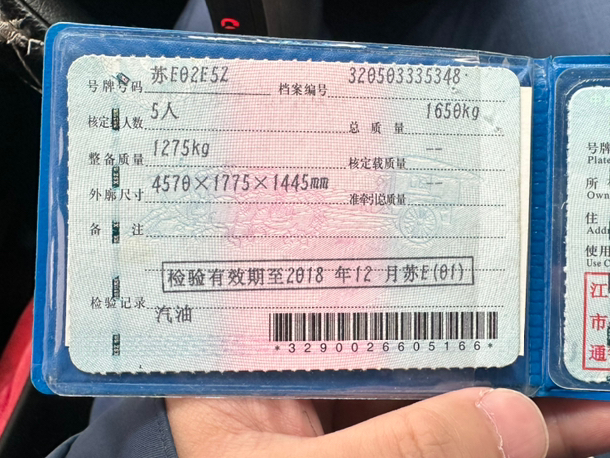 号牌号码 苏E02E5Z 档案编号 320503335348
核定载人数 5人 总质量 1650kg
整备质量 1275kg 核定载质量 --
外廓尺寸 4570×1775×1445mm 准牵引总质量 --
备注
检验有效期至2018 年12 月苏E(01)
检验记录
汽油
*3290026605166*
号牌
Plate
所
Own
住
Addr
使用
Use C
江
市
通